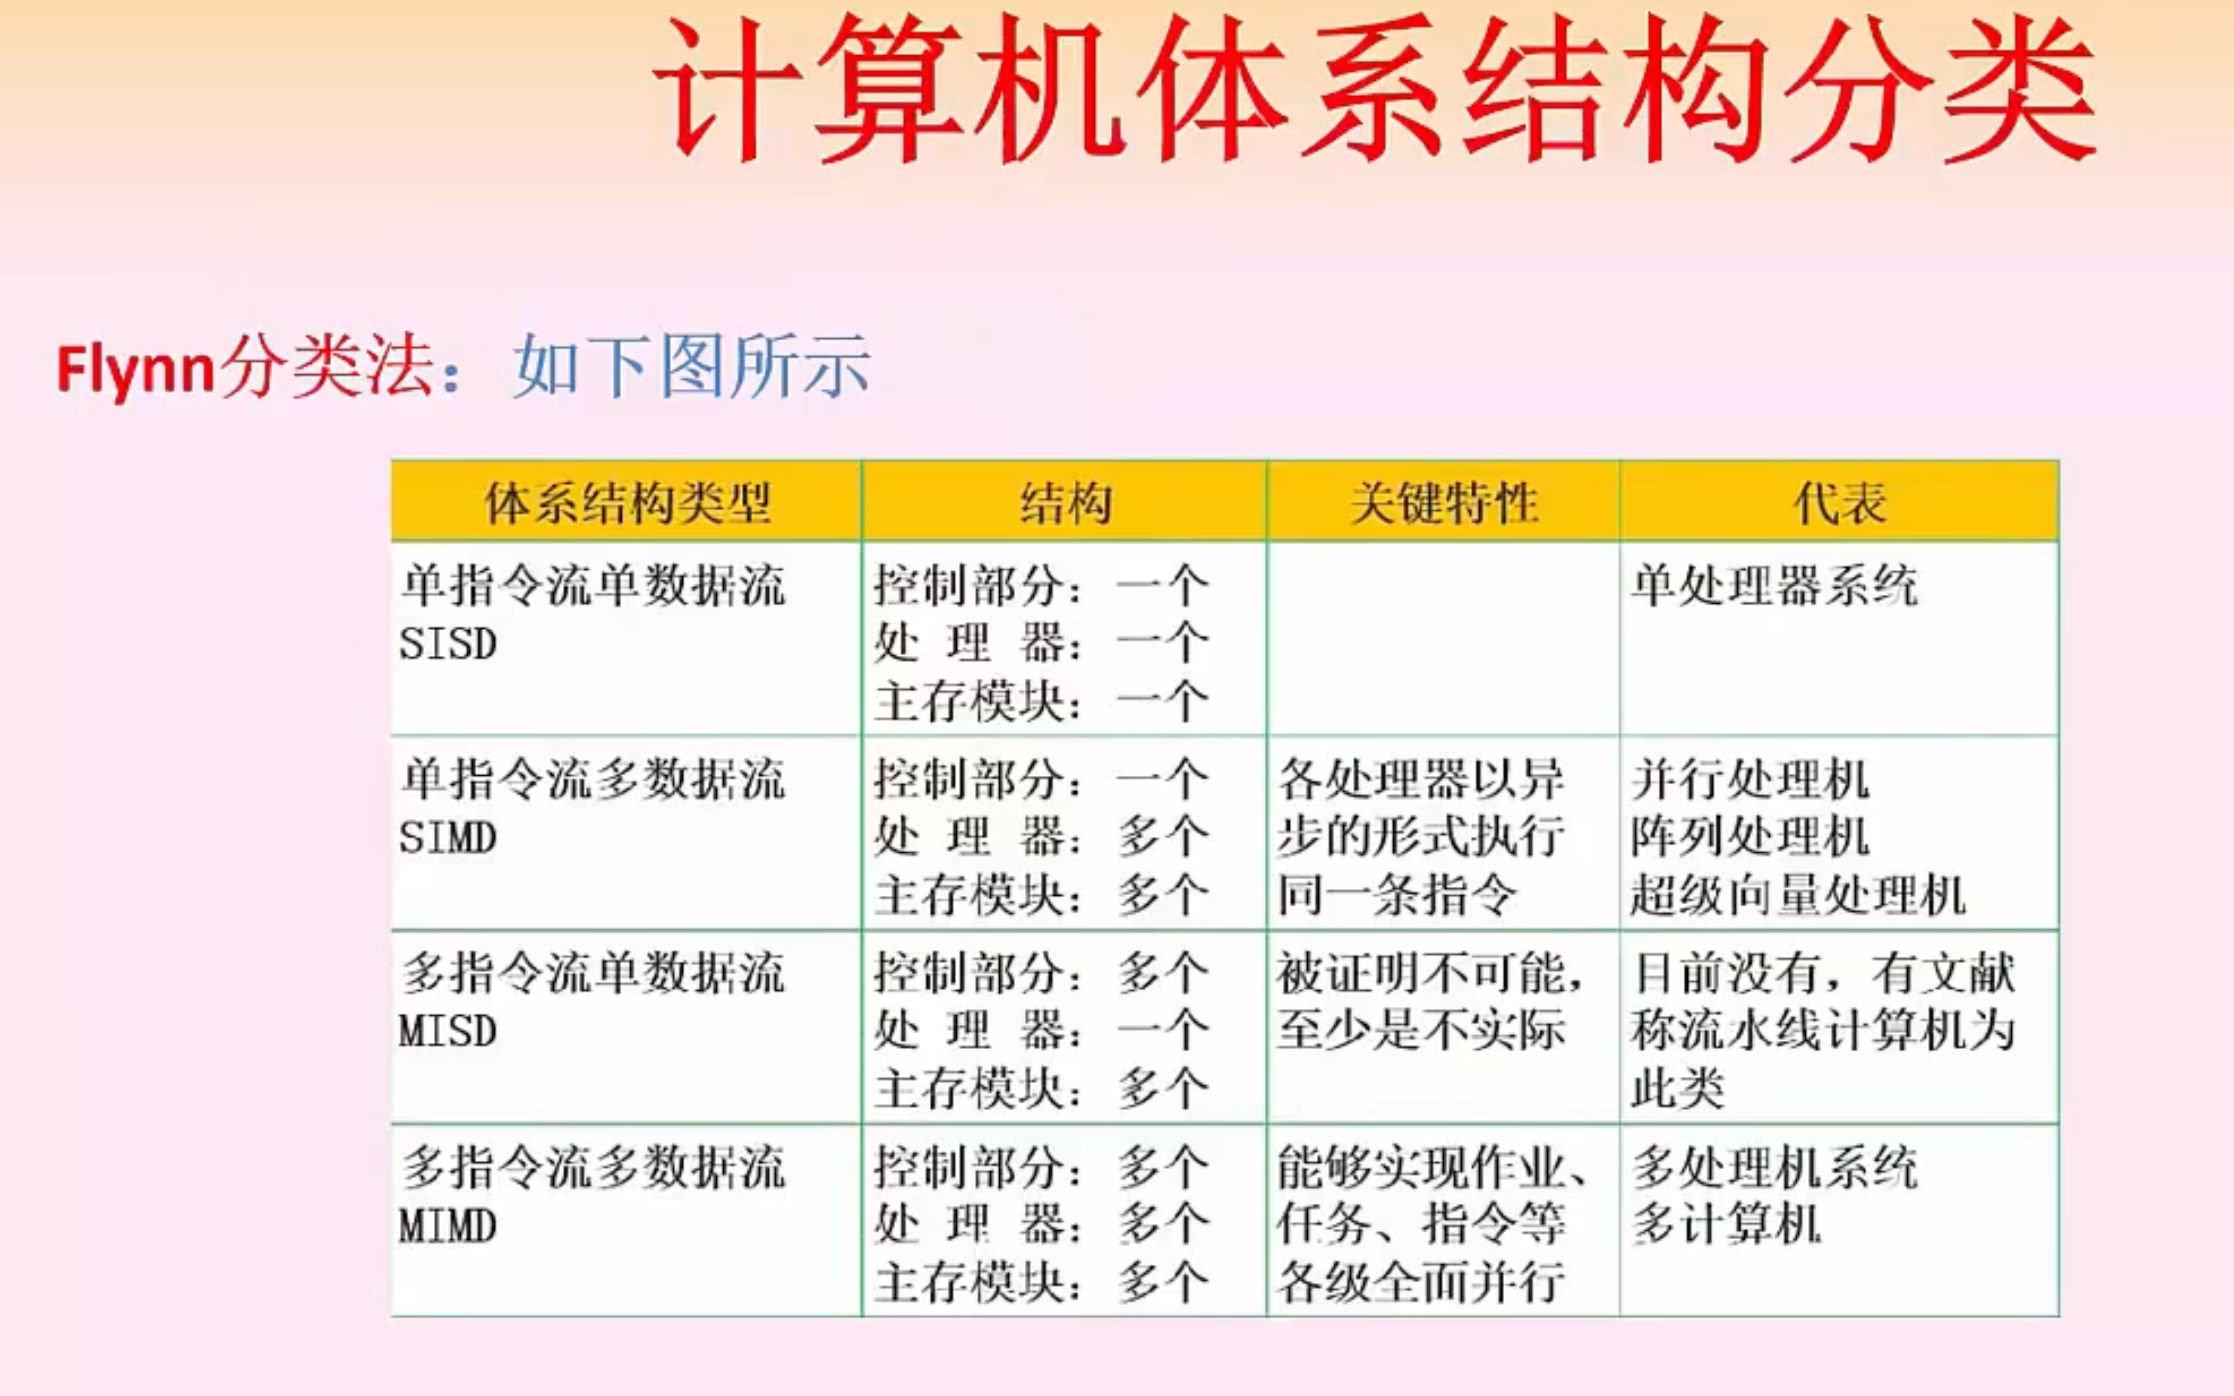 计算机体系结构分类
Flynn分类法：如下图所示
体系结构类型 结构 关键特性 代表
单指令流单数据流
SISD
控制部分：一个
处 理 器：一个
主存模块：一个
单处理器系统
单指令流多数据流
SIMD
控制部分：一个
处 理 器：多个
主存模块：多个
各处理器以异
步的形式执行
同一条指令
并行处理机
阵列处理机
超级向量处理机
多指令流单数据流
MISD
控制部分：多个
处 理 器：一个
主存模块：多个
被证明不可能，
至少是不实际
目前没有，有文献
称流水线计算机为
此类
多指令流多数据流
MIMD
控制部分：多个
处 理 器：多个
主存模块：多个
能够实现作业、
任务、指令等
各级全面并行
多处理机系统
多计算机